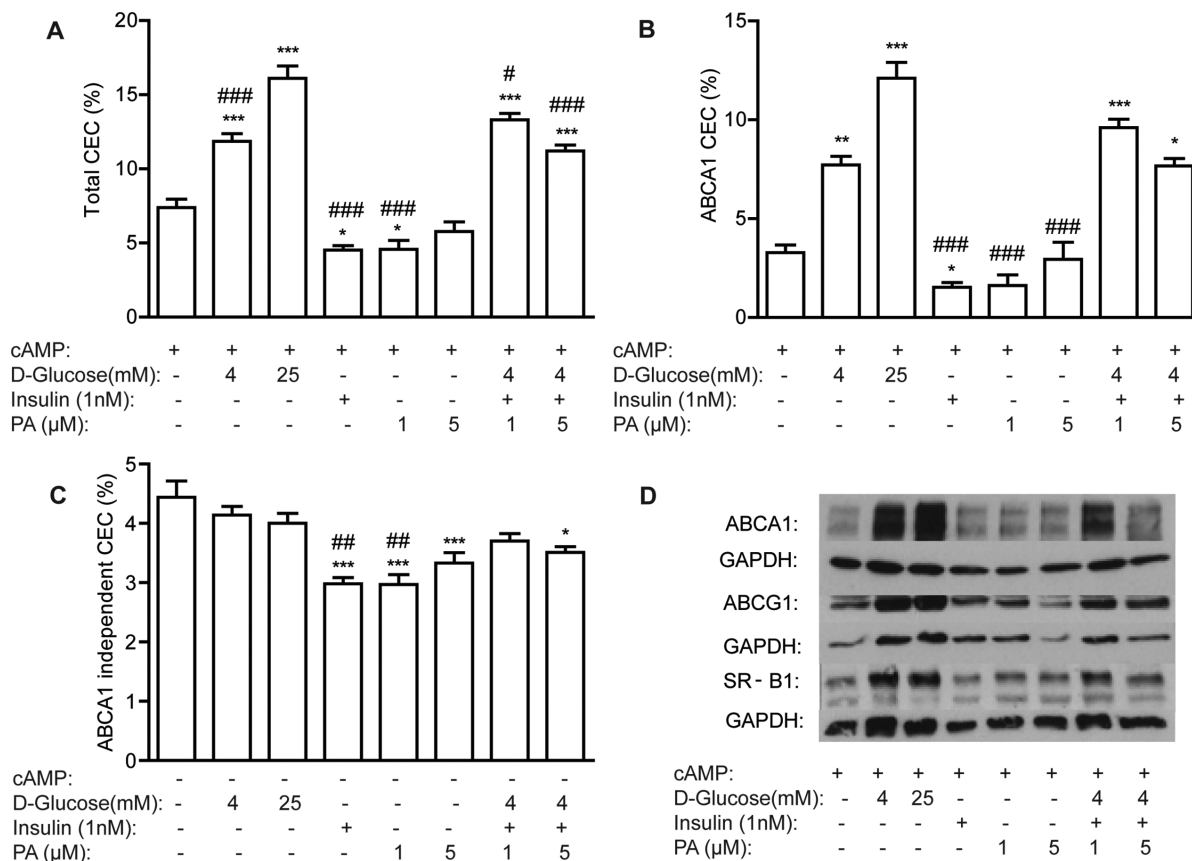 A
Total CEC (%)
20
15
10
5
0
###
***
***
###
*
###
*
#
***
###
***
cAMP: + + + + + + + +
D-Glucose(mM): - 4 25 - - - 4 4
Insulin (1nM): - - - + - - + +
PA (µM): - - - - 1 5 1 5
B
ABCA1 CEC (%)
15
10
5
0
**
***
###
*
###
###
***
*
cAMP: + + + + + + + +
D-Glucose(mM): - 4 25 - - - 4 4
Insulin (1nM): - - - + - - + +
PA (µM): - - - - 1 5 1 5
C
ABCA1 independent CEC (%)
5
4
3
2
1
0
##
***
##
***
***
*
cAMP: - - - - - - - -
D-Glucose(mM): - 4 25 - - - 4 4
Insulin (1nM): - - - + - - + +
PA (µM): - - - - 1 5 1 5
D
ABCA1:
GAPDH:
ABCG1:
GAPDH:
SR - B1:
GAPDH:
cAMP: + + + + + + + +
D-Glucose(mM): - 4 25 - - - 4 4
Insulin (1nM): - - - + - - + +
PA (µM): - - - - 1 5 1 5